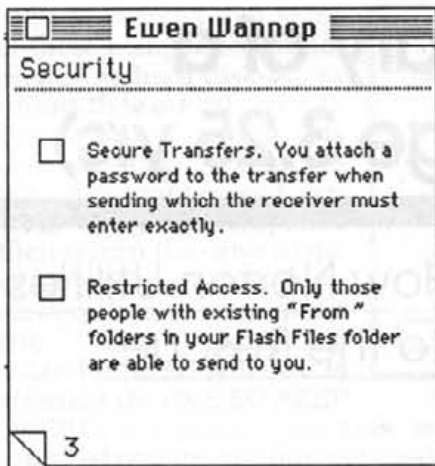 Ewen Wannop
Security
Secure Transfers. You attach a
password to the transfer when
sending which the receiver must
enter exactly.
Restricted Access. Only those
people with existing "From"
folders in your Flash Files folder
are able to send to you.
3